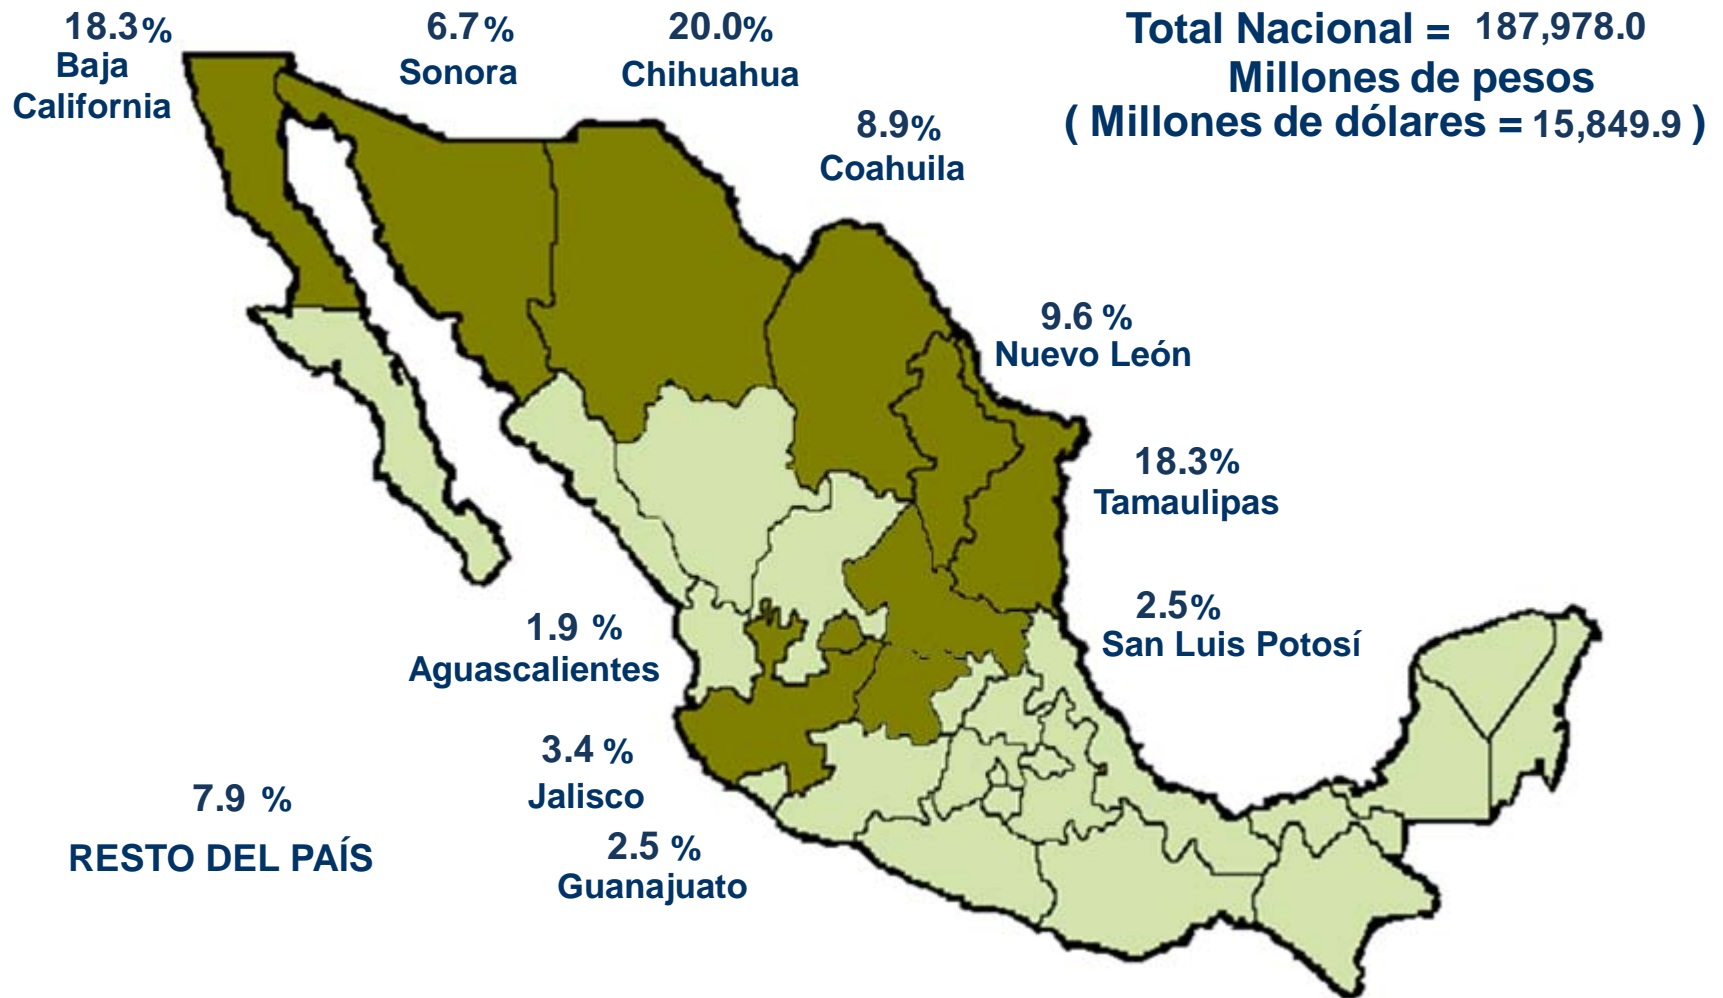 18.3%
Baja
California
6.7%
Sonora
20.0%
Chihuahua
Total Nacional = 187,978.0
Millones de pesos
( Millones de dólares = 15,849.9 )
8.9%
Coahuila
9.6 %
Nuevo León
18.3%
Tamaulipas
2.5%
San Luis Potosí
1.9 %
Aguascalientes
3.4 %
Jalisco
7.9 %
RESTO DEL PAÍS
2.5 %
Guanajuato